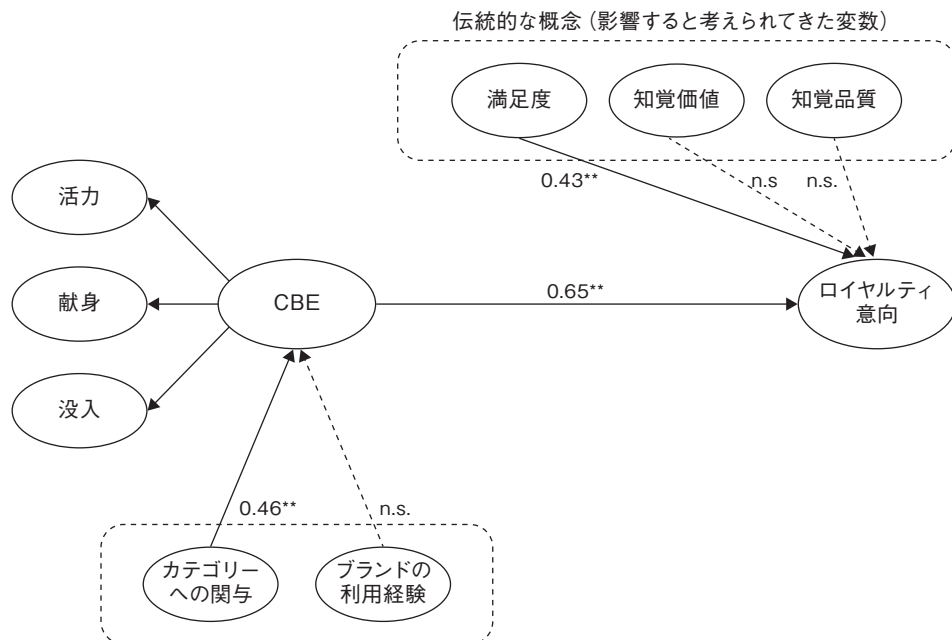 伝統的な概念（影響すると考えられてきた変数）
満足度
知覚価値
知覚品質
0.43**
n.s
n.s.
活力
献身
没入
CBE
0.65**
ロイヤルティ
意向
0.46**
n.s.
カテゴリー
への関与
ブランドの
利用経験